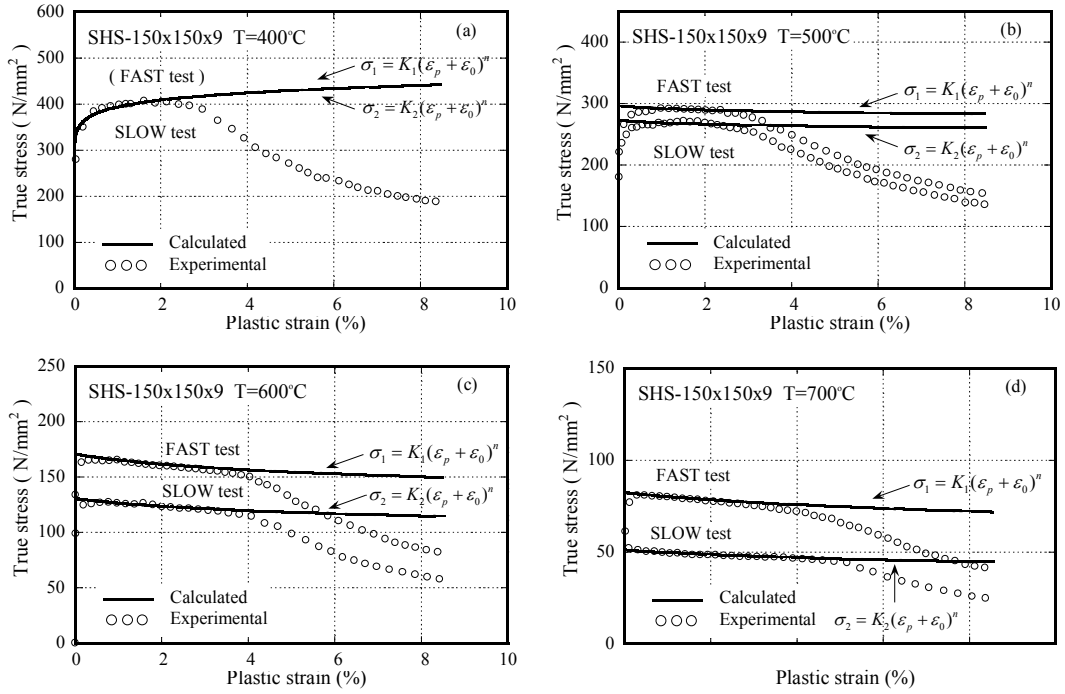 SHS-150x150x9 T=400℃
(a)
( FAST test )
σ₁ = K₁(εₚ + ε₀)ⁿ
σ₂ = K₂(εₚ + ε₀)ⁿ
SLOW test
Calculated
Experimental
600
500
400
300
200
100
0
0 2 4 6 8 10
True stress ( N/mm² )
Plastic strain (%)
SHS-150x150x9 T=500℃
(b)
FAST test
σ₁ = K₁(εₚ + ε₀)ⁿ
σ₂ = K₂(εₚ + ε₀)ⁿ
SLOW test
Calculated
Experimental
400
300
200
100
0
0 2 4 6 8 10
True stress ( N/mm² )
Plastic strain (%)
SHS-150x150x9 T=600℃
(c)
FAST test
σ₁ = K₁(εₚ + ε₀)ⁿ
SLOW test
σ₂ = K₂(εₚ + ε₀)ⁿ
Calculated
Experimental
250
200
150
100
50
0
0 2 4 6 8 10
True stress ( N/mm² )
Plastic strain (%)
SHS-150x150x9 T=700℃
(d)
FAST test
σ₁ = K₁(εₚ + ε₀)ⁿ
SLOW test
Calculated
Experimental
σ₂ = K₂(εₚ + ε₀)ⁿ
150
100
50
0
True stress ( N/mm² )
Plastic strain (%)